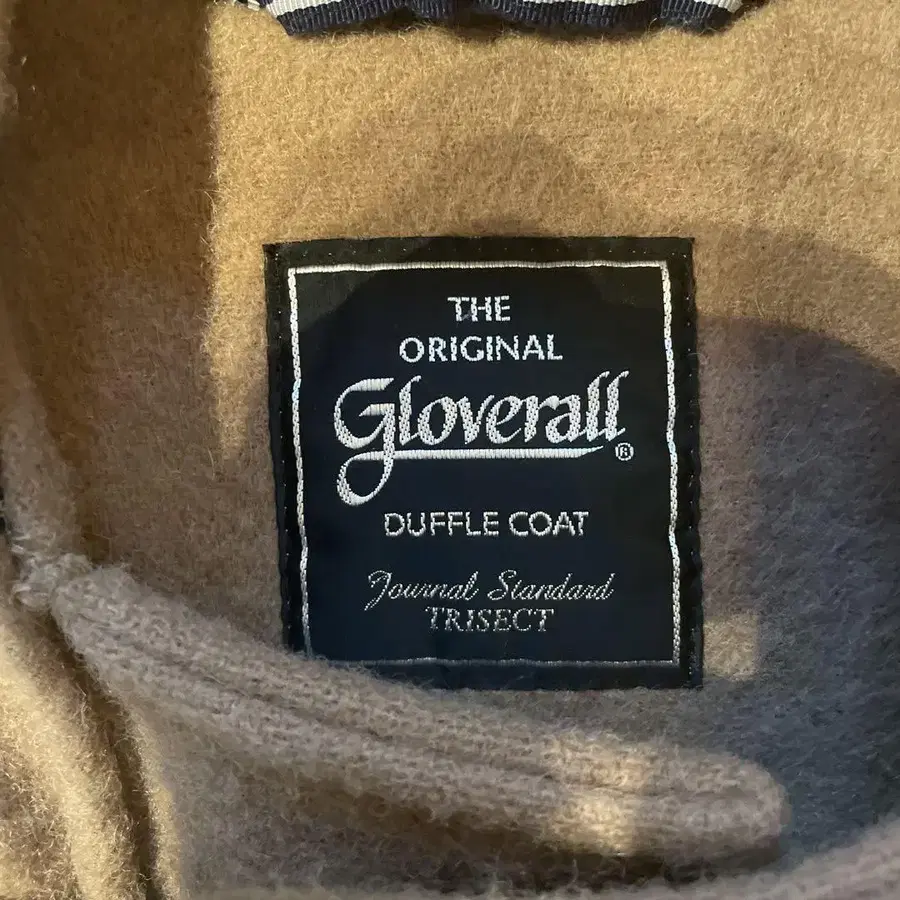 THE
ORIGINAL
Gloverall®
DUFFLE COAT
Journal Standard
TRISECT